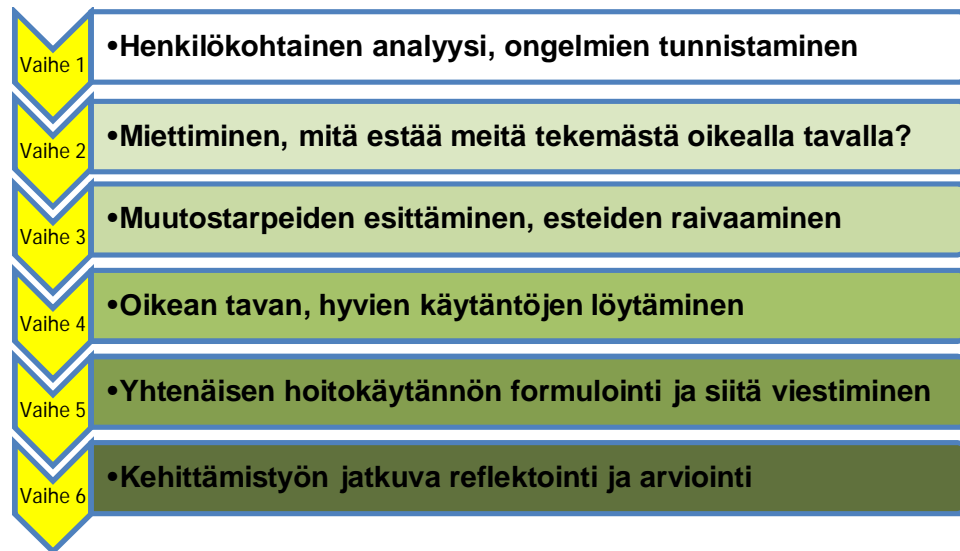 Vaihe 1
•Henkilökohtainen analyysi, ongelmien tunnistaminen
Vaihe 2
•Miettiminen, mitä estää meitä tekemästä oikealla tavalla?
Vaihe 3
•Muutostarpeiden esittäminen, esteiden raivaaminen
Vaihe 4
•Oikean tavan, hyvien käytäntöjen löytäminen
Vaihe 5
•Yhtenäisen hoitokäytännön formulointi ja siitä viestiminen
Vaihe 6
•Kehittämistyön jatkuva reflektointi ja arviointi